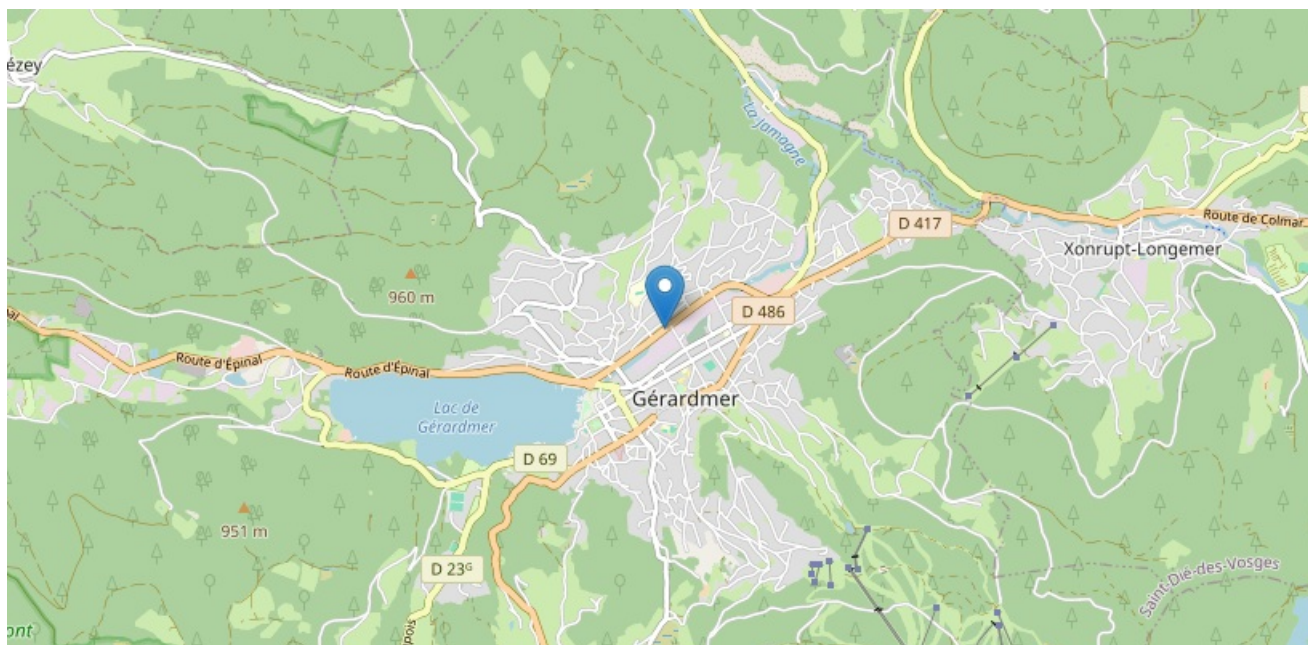 ézey
La Jamagne
D 417
Route de Colmar
Xonrupt-Longemer
960 m
D 486
Route d'Épinal
Route d'Épinal
Gérardmer
Lac de
Gérardmer
D 69
951 m
D 23ᴳ
Saint-Dié-des-Vosges
ont